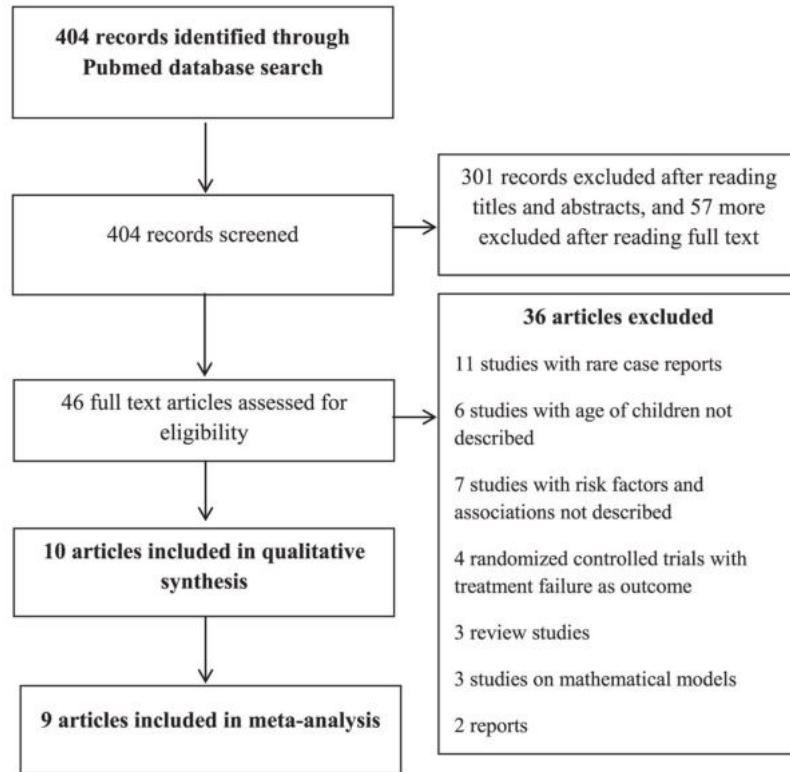 404 records identified through
Pubmed database search
404 records screened
301 records excluded after reading
titles and abstracts, and 57 more
excluded after reading full text
46 full text articles assessed for
eligibility
36 articles excluded
11 studies with rare case reports
6 studies with age of children not
described
7 studies with risk factors and
associations not described
4 randomized controlled trials with
treatment failure as outcome
3 review studies
3 studies on mathematical models
2 reports
10 articles included in qualitative
synthesis
9 articles included in meta-analysis